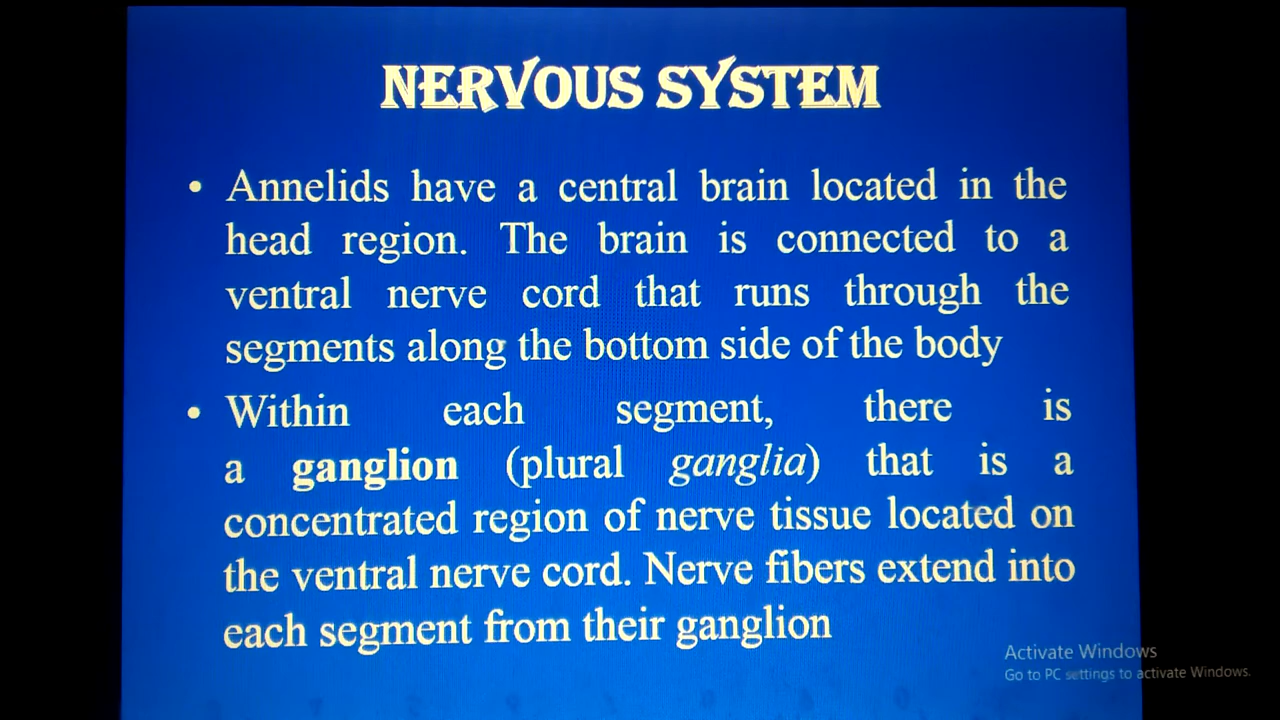 NERVOUS SYSTEM
• Annelids have a central brain located in the
head region. The brain is connected to a
ventral nerve cord that runs through the
segments along the bottom side of the body
• Within each segment, there is
a ganglion (plural ganglia) that is a
concentrated region of nerve tissue located on
the ventral nerve cord. Nerve fibers extend into
each segment from their ganglion
Activate Windows
Go to PC settings to activate Windows.